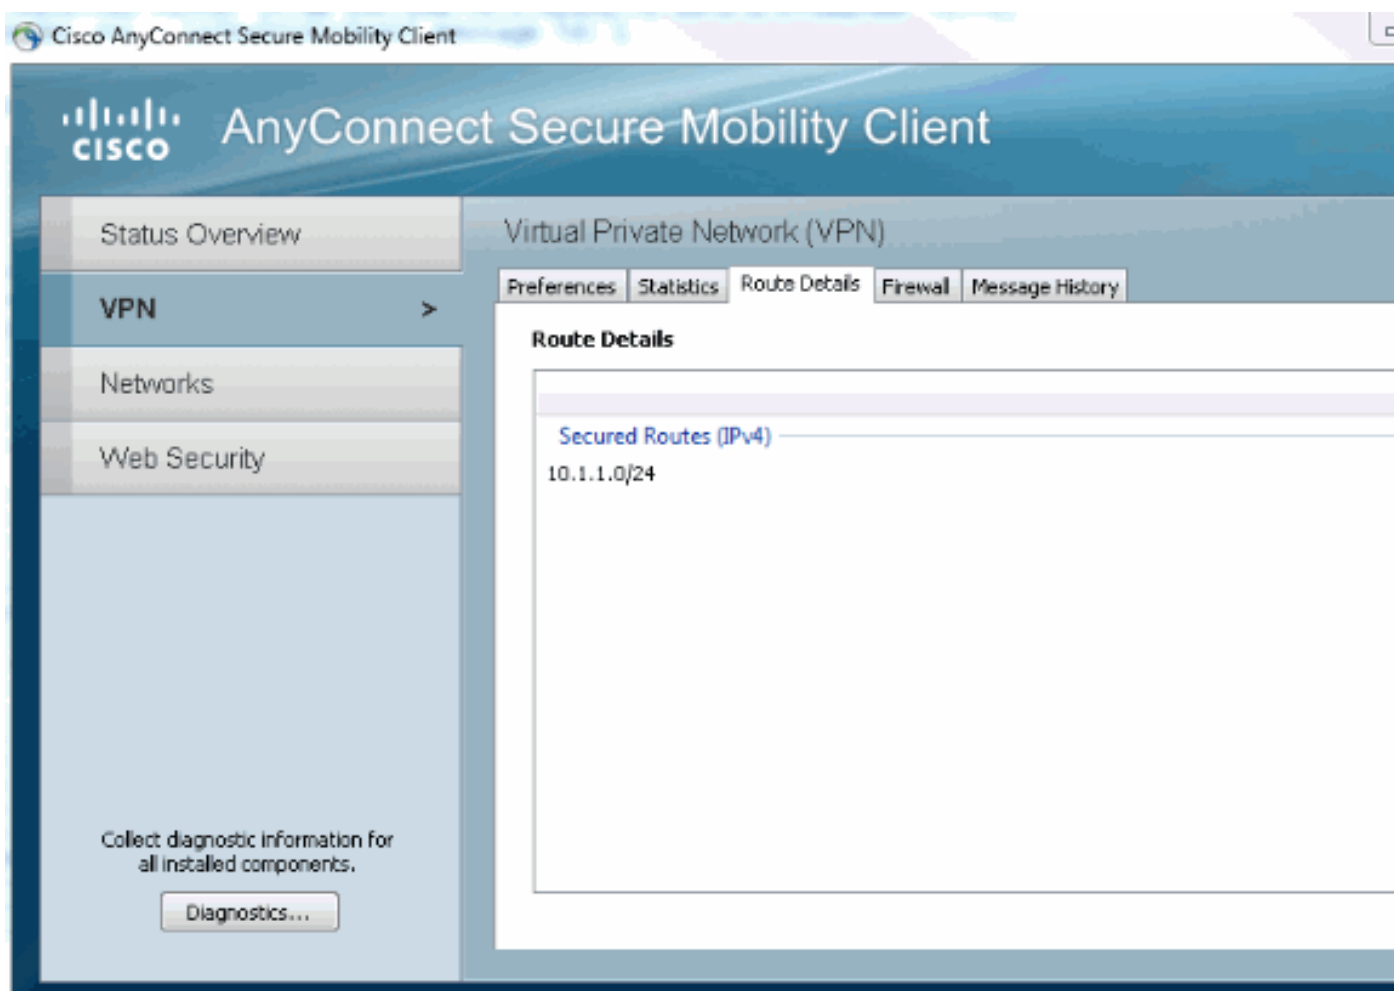 Cisco AnyConnect Secure Mobility Client
CISCO
AnyConnect Secure Mobility Client
Status Overview
VPN >
Networks
Web Security
Collect diagnostic information for
all installed components.
Diagnostics...
Virtual Private Network (VPN)
Preferences Statistics Route Details Firewall Message History
Route Details
Secured Routes (IPv4)
10.1.1.0/24